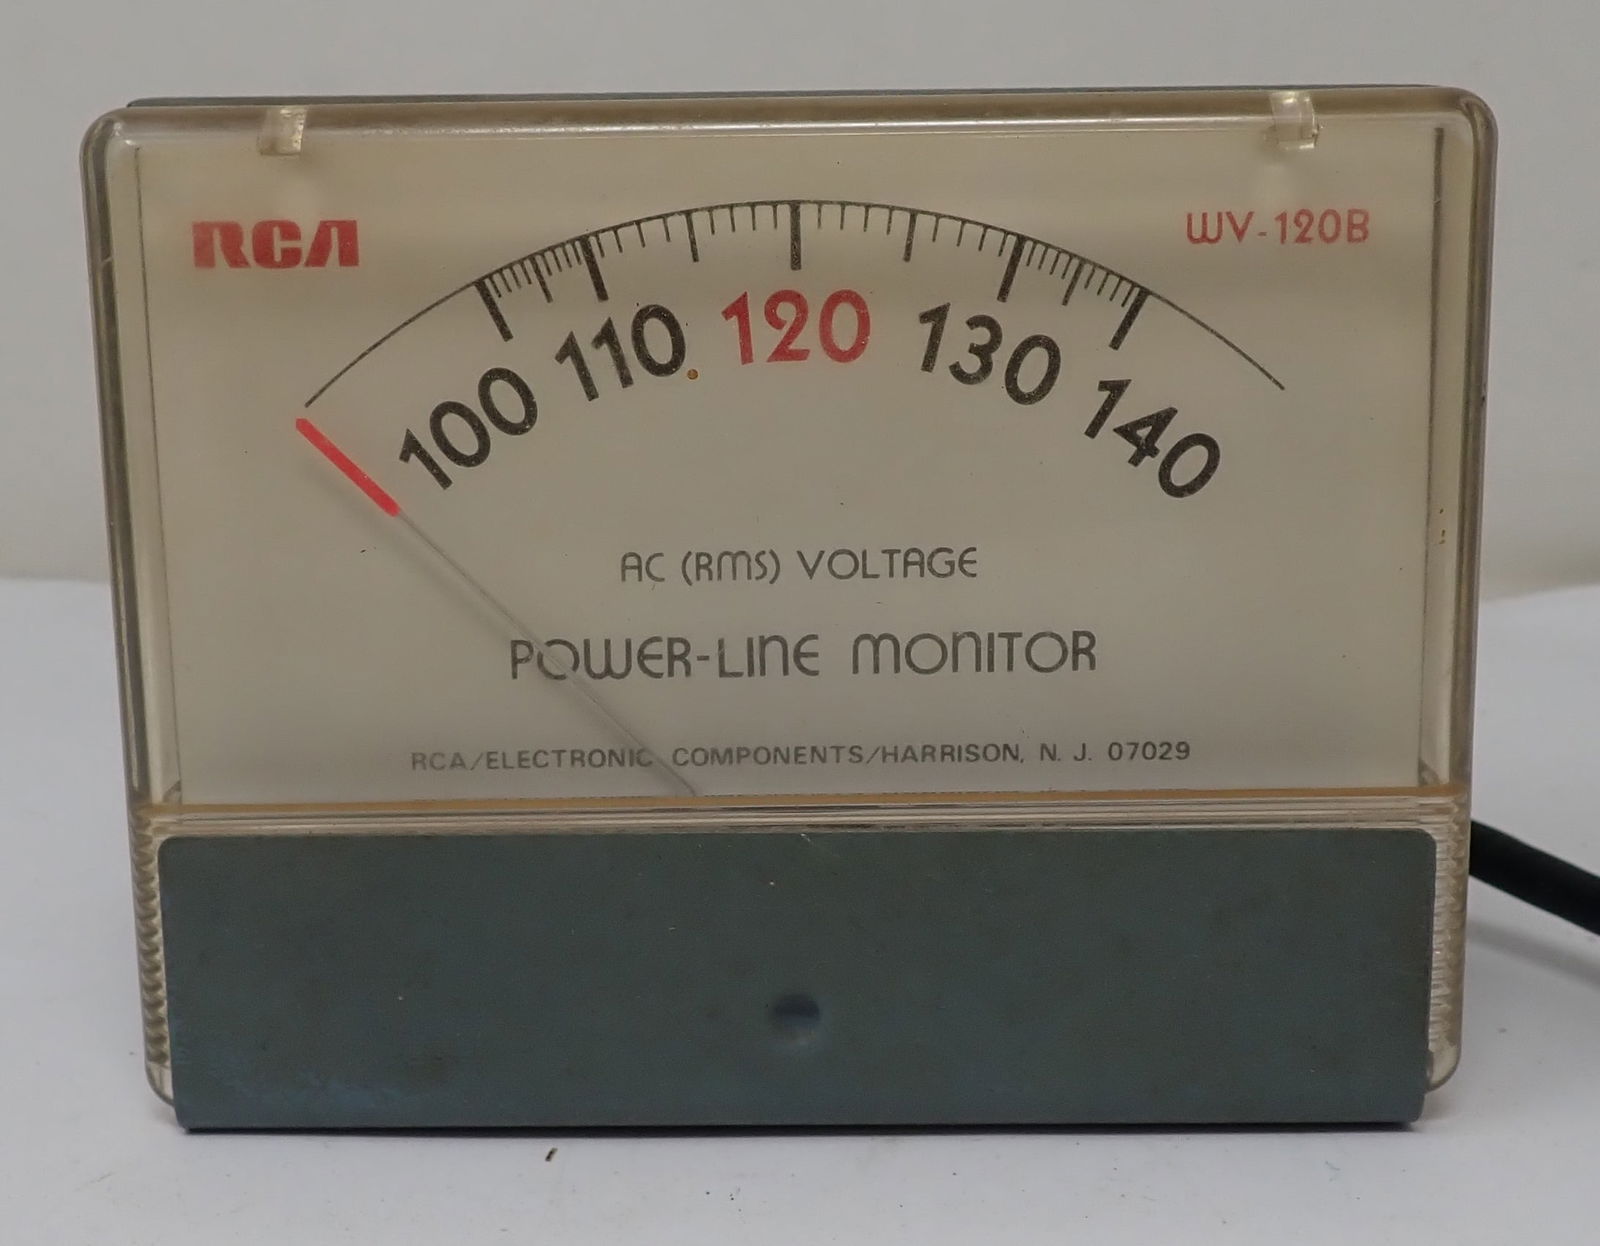 RCA
WV-120B
100 110 120 130 140
AC (RMS) VOLTAGE
POWER-LINE MONITOR
RCA/ELECTRONIC COMPONENTS/HARRISON, N. J. 07029